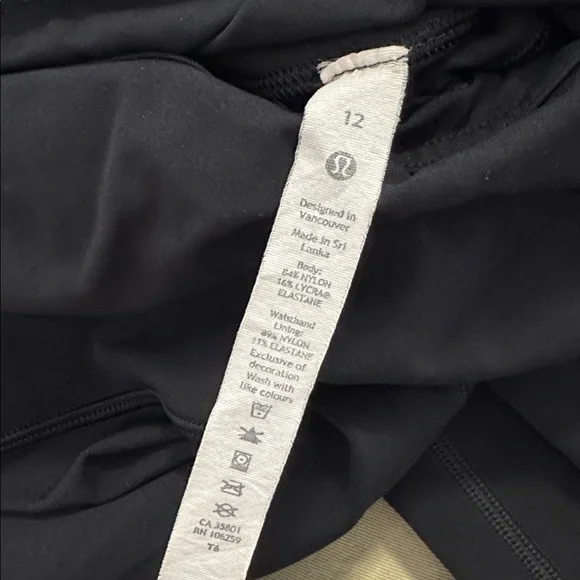 12
Designed in
Vancouver
Made in Sri
Lanka
Body:
84% NYLON
16% LYCRA®
ELASTANE
Waistband
Lining:
89% NYLON
11% ELASTANE
Exclusive of
decoration
Wash with
like colours
CA 35801
RN 106259
T6